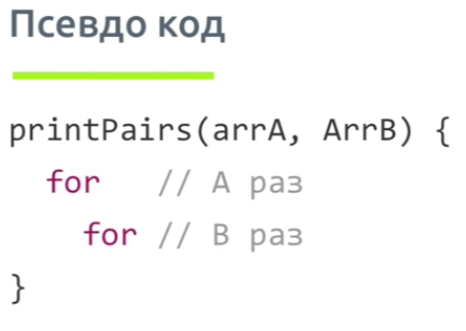 Псевдо код
printPairs(arrA, ArrB) {
  for   // A раз
    for // B раз
}